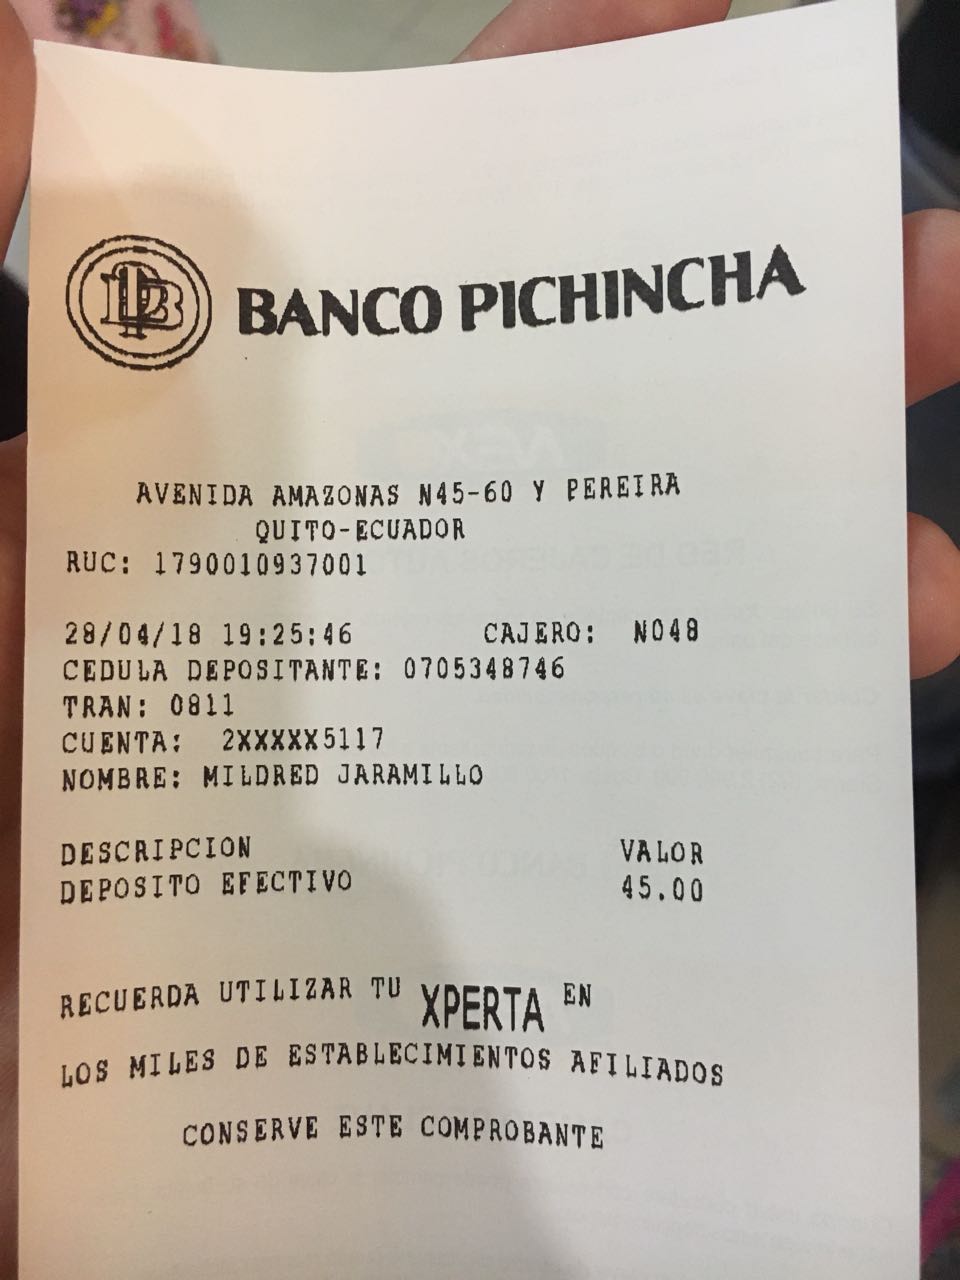 BANCO PICHINCHA
AVENIDA AMAZONAS N45-60 Y PEREIRA
QUITO-ECUADOR
RUC: 1790010937001
28/04/18 19:25:46 CAJERO: N048
CEDULA DEPOSITANTE: 0705348746
TRAN: 0811
CUENTA: 2XXXXX5117
NOMBRE: MILDRED JARAMILLO
DESCRIPCION VALOR
DEPOSITO EFECTIVO 45.00
RECUERDA UTILIZAR TU XPERTA EN
LOS MILES DE ESTABLECIMIENTOS AFILIADOS
CONSERVE ESTE COMPROBANTE